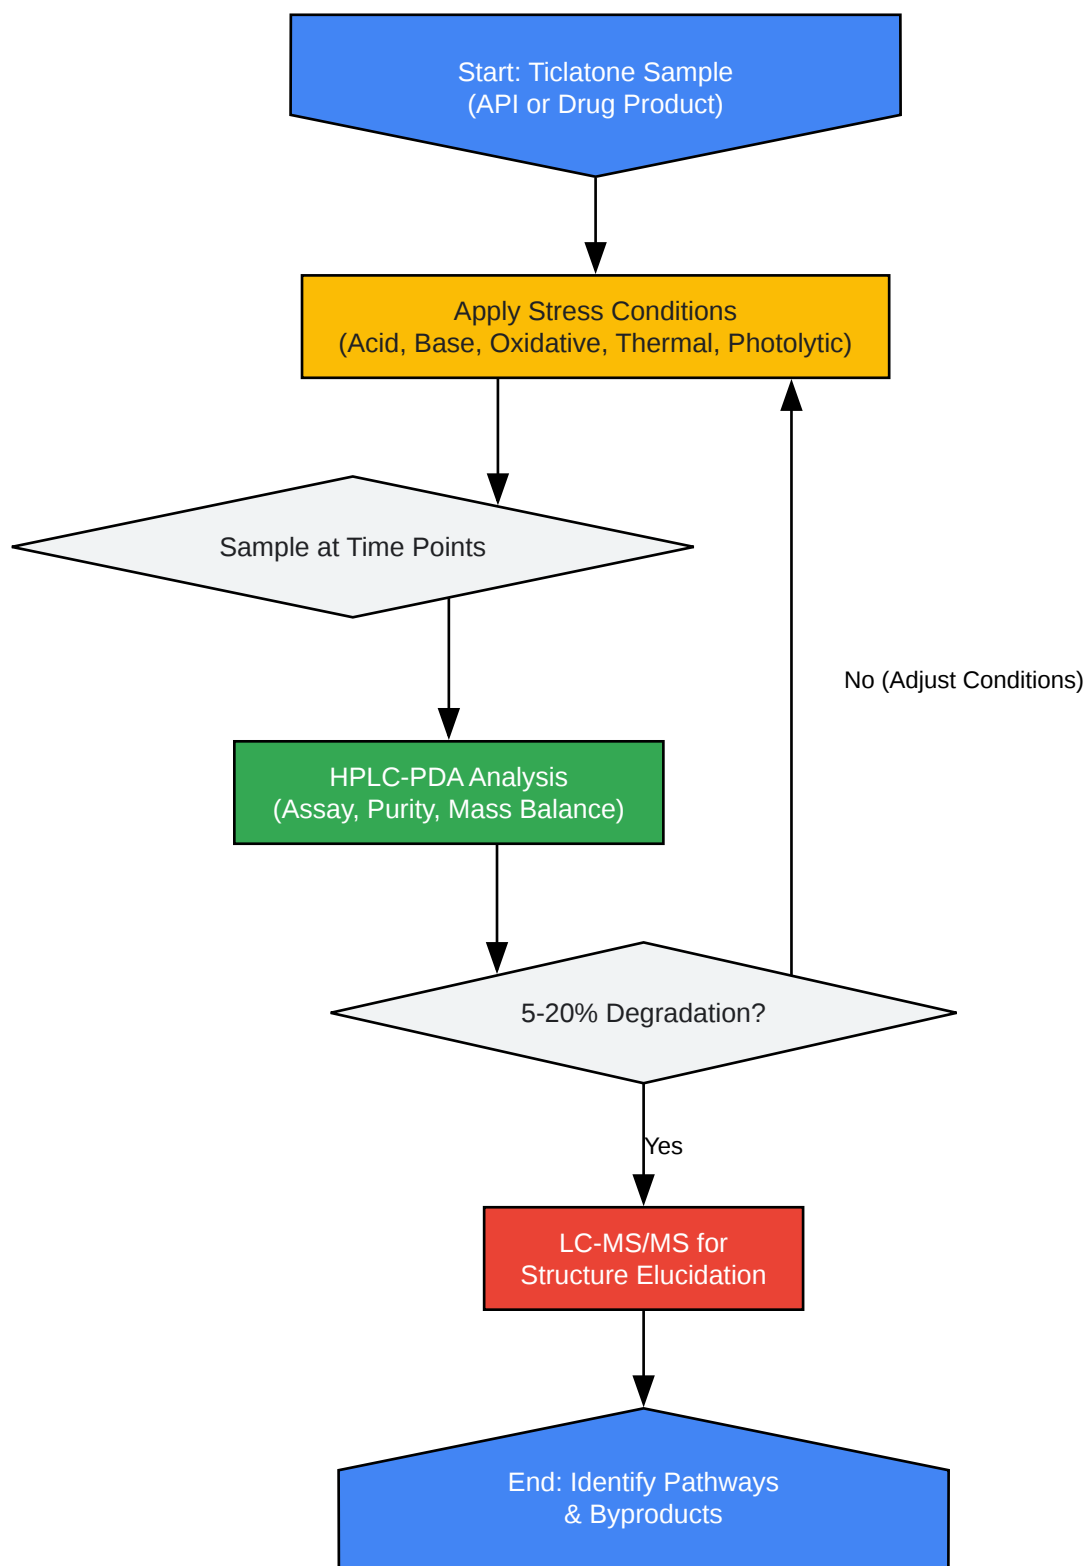 Start: Ticlatone Sample
(API or Drug Product)
Apply Stress Conditions
(Acid, Base, Oxidative, Thermal, Photolytic)
Sample at Time Points
No (Adjust Conditions)
HPLC-PDA Analysis
(Assay, Purity, Mass Balance)
5-20% Degradation?
Yes
LC-MS/MS for
Structure Elucidation
End: Identify Pathways
& Byproducts